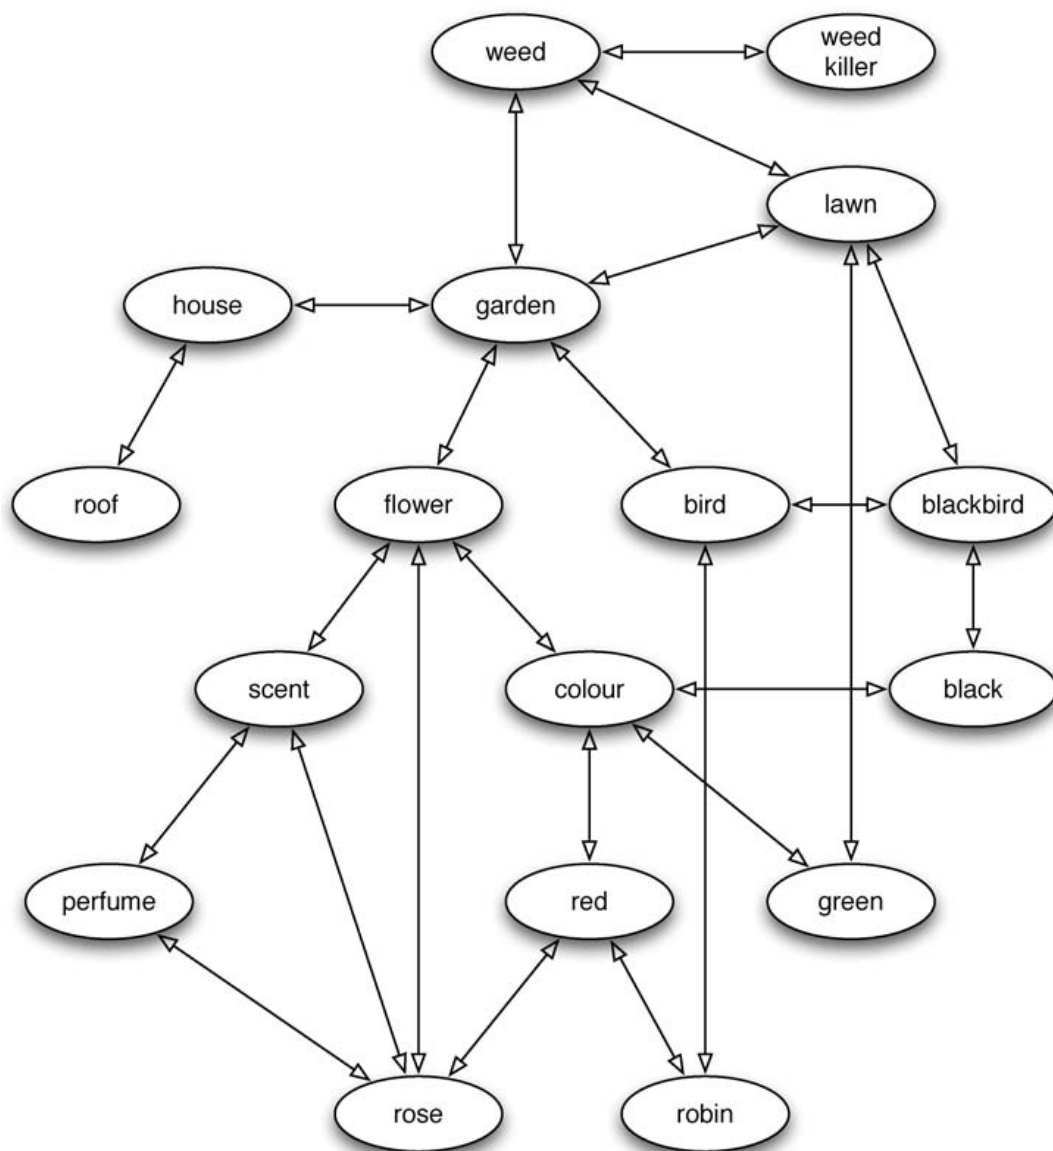 weed
weed
killer
lawn
house
garden
roof
flower
bird
blackbird
scent
colour
black
perfume
red
green
rose
robin